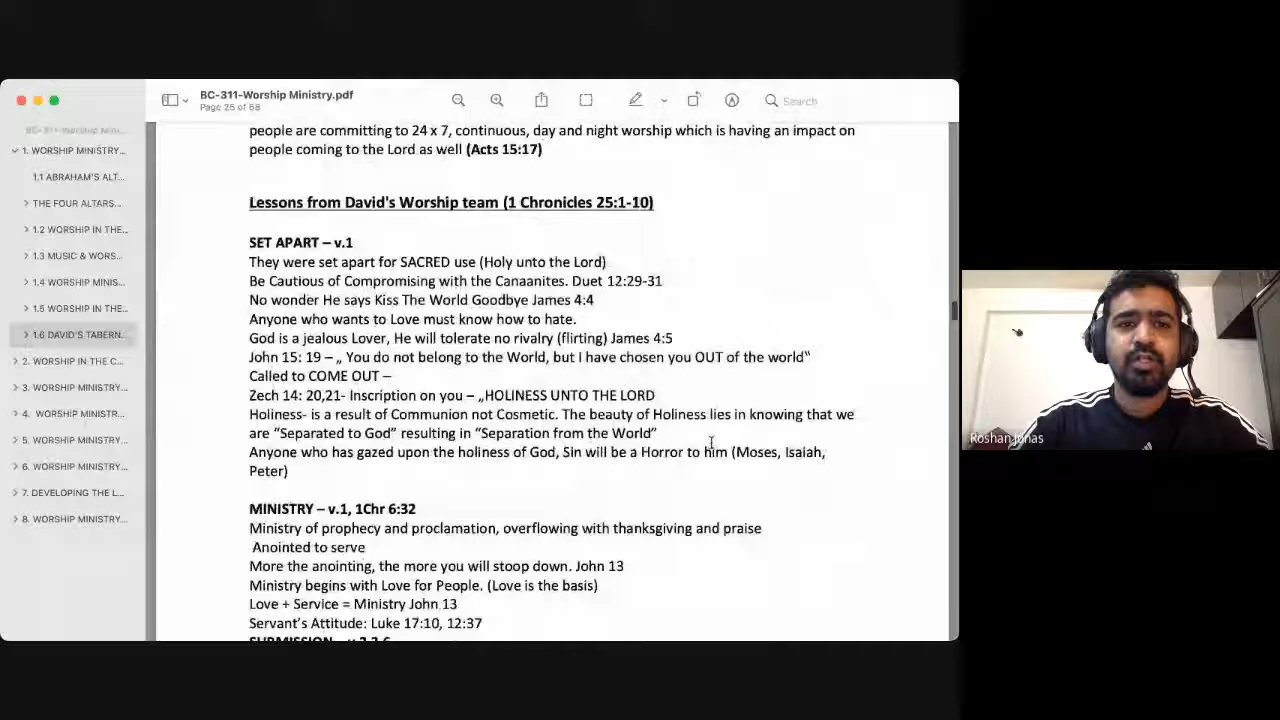 BC-311-Worship Ministry.pdf
Page 25 of 68
Search
BC-311-Worship Mini...
1. WORSHIP MINISTRY...
1.1 ABRAHAM'S ALT...
THE FOUR ALTARS...
1.2 WORSHIP IN THE...
1.3 MUSIC & WORS...
1.4 WORSHIP MINIS...
1.5 WORSHIP IN THE...
1.6 DAVID'S TABERN...
2. WORSHIP IN THE C...
3. WORSHIP MINISTRY...
4. WORSHIP MINISTR...
5. WORSHIP MINISTRY...
6. WORSHIP MINISTRY...
7. DEVELOPING THE L...
8. WORSHIP MINISTRY...
people are committing to 24 x 7, continuous, day and night worship which is having an impact on
people coming to the Lord as well (Acts 15:17)
Lessons from David's Worship team (1 Chronicles 25:1-10)
SET APART – v.1
They were set apart for SACRED use (Holy unto the Lord)
Be Cautious of Compromising with the Canaanites. Duet 12:29-31
No wonder He says Kiss The World Goodbye James 4:4
Anyone who wants to Love must know how to hate.
God is a jealous Lover, He will tolerate no rivalry (flirting) James 4:5
John 15: 19 – „ You do not belong to the World, but I have chosen you OUT of the world‟
Called to COME OUT –
Zech 14: 20,21- Inscription on you – „HOLINESS UNTO THE LORD
Holiness- is a result of Communion not Cosmetic. The beauty of Holiness lies in knowing that we
are “Separated to God” resulting in “Separation from the World”
Anyone who has gazed upon the holiness of God, Sin will be a Horror to him (Moses, Isaiah,
Peter)
MINISTRY – v.1, 1Chr 6:32
Ministry of prophecy and proclamation, overflowing with thanksgiving and praise
Anointed to serve
More the anointing, the more you will stoop down. John 13
Ministry begins with Love for People. (Love is the basis)
Love + Service = Ministry John 13
Servant’s Attitude: Luke 17:10, 12:37
SUBMISSION – v.2,3,6
Roshan Jonas